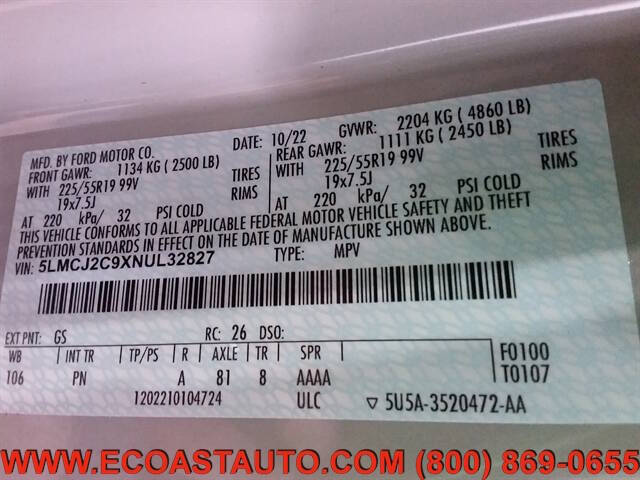 MFD. BY FORD MOTOR CO. DATE: 10/22 GVWR: 2204 KG ( 4860 LB)
FRONT GAWR: 1134 KG ( 2500 LB) REAR GAWR: 1111 KG ( 2450 LB)
WITH 225/55R19 99V TIRES WITH 225/55R19 99V TIRES
19x7.5J RIMS 19x7.5J RIMS
AT 220 kPa/ 32 PSI COLD AT 220 kPa/ 32 PSI COLD
THIS VEHICLE CONFORMS TO ALL APPLICABLE FEDERAL MOTOR VEHICLE SAFETY AND THEFT
PREVENTION STANDARDS IN EFFECT ON THE DATE OF MANUFACTURE SHOWN ABOVE.
VIN: 5LMCJ2C9XNUL32827 TYPE: MPV
EXT PNT: GS RC: 26 DSO:
WB INT TR TP/PS R AXLE TR SPR F0100
106 PN A 81 8 AAAA T0107
1202210104724 ULC ▽ 5U5A-3520472-AA
WWW.ECOASTAUTO.COM (800) 869-0655